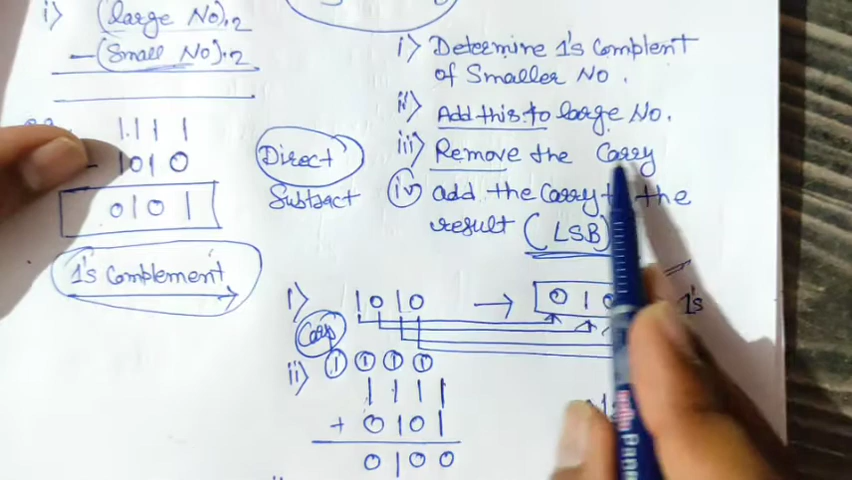 i) (large No).2
— (Small No).2
1111
- 1010
0101
1's Complement
Direct
Subtract
i) Determine 1's Complent
of Smaller No.
ii) Add this to large No.
iii) Remove the Carry
iv) add the Carry the
result (LSB)
i) 1010 → 010 1's
Carry
1 1 1 1
ii) 1111
+ 0101
0100